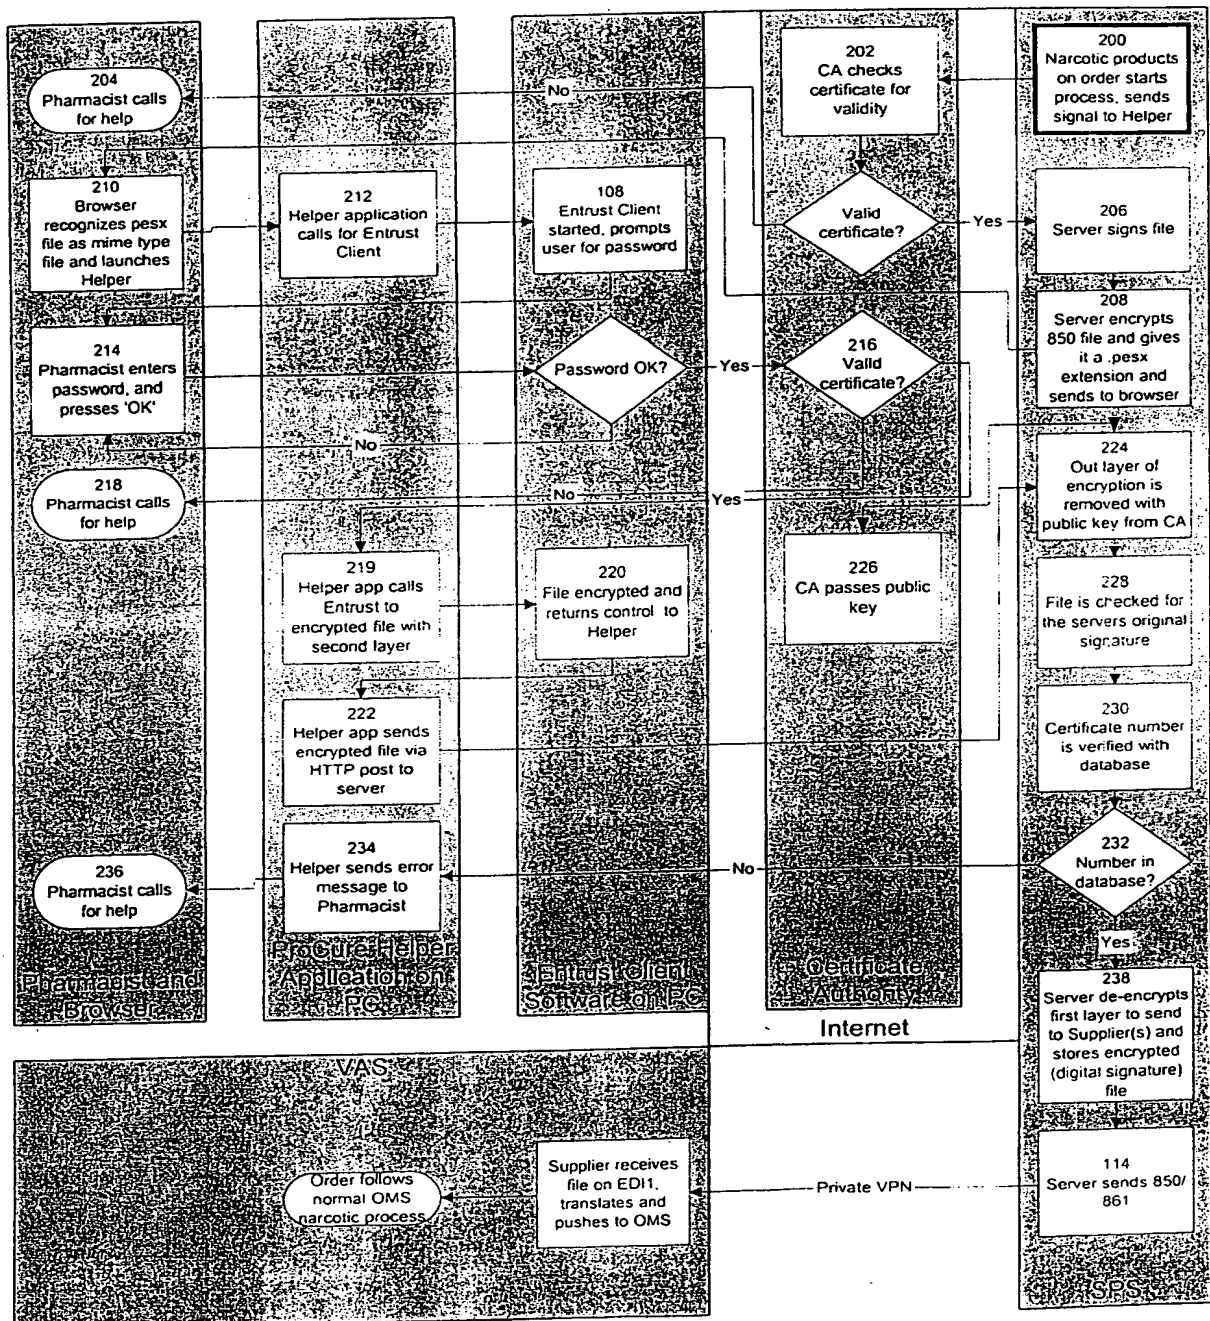 204
Pharmacist calls
for help
No
202
CA checks
certificate for
validity
200
Narcotic products
on order starts
process, sends
signal to Helper
210
Browser
recognizes pesx
file as mime type
file and launches
Helper
212
Helper application
calls for Entrust
Client
108
Entrust Client
started, prompts
user for password
Valid
certificate?
Yes
206
Server signs file
208
Server encrypts
850 file and gives
it a .pesx
extension and
sends to browser
214
Pharmacist enters
password, and
presses 'OK'
Password OK?
Yes
216
Valid
certificate?
No
224
Out layer of
encryption is
removed with
public key from CA
218
Pharmacist calls
for help
No
Yes
219
Helper app calls
Entrust to
encrypted file with
second layer
220
File encrypted and
returns control to
Helper
226
CA passes public
key
228
File is checked for
the servers original
signature
222
Helper app sends
encrypted file via
HTTP post to
server
230
Certificate number
is verified with
database
234
Helper sends error
message to
Pharmacist
236
Pharmacist calls
for help
No
232
Number in
database?
Yes
Pharmacist and
Browser
ProCure Helper
Application on
PC
Entrust Client
Software on PC
Certificate
Authorty
Internet
238
Server de-encrypts
first layer to send
to Supplier(s) and
stores encrypted
(digital signature)
file
VAS
Order follows
normal OMS
narcotic process
Supplier receives
file on EDI1,
translates and
pushes to OMS
Private VPN
114
Server sends 850/
861
SPS